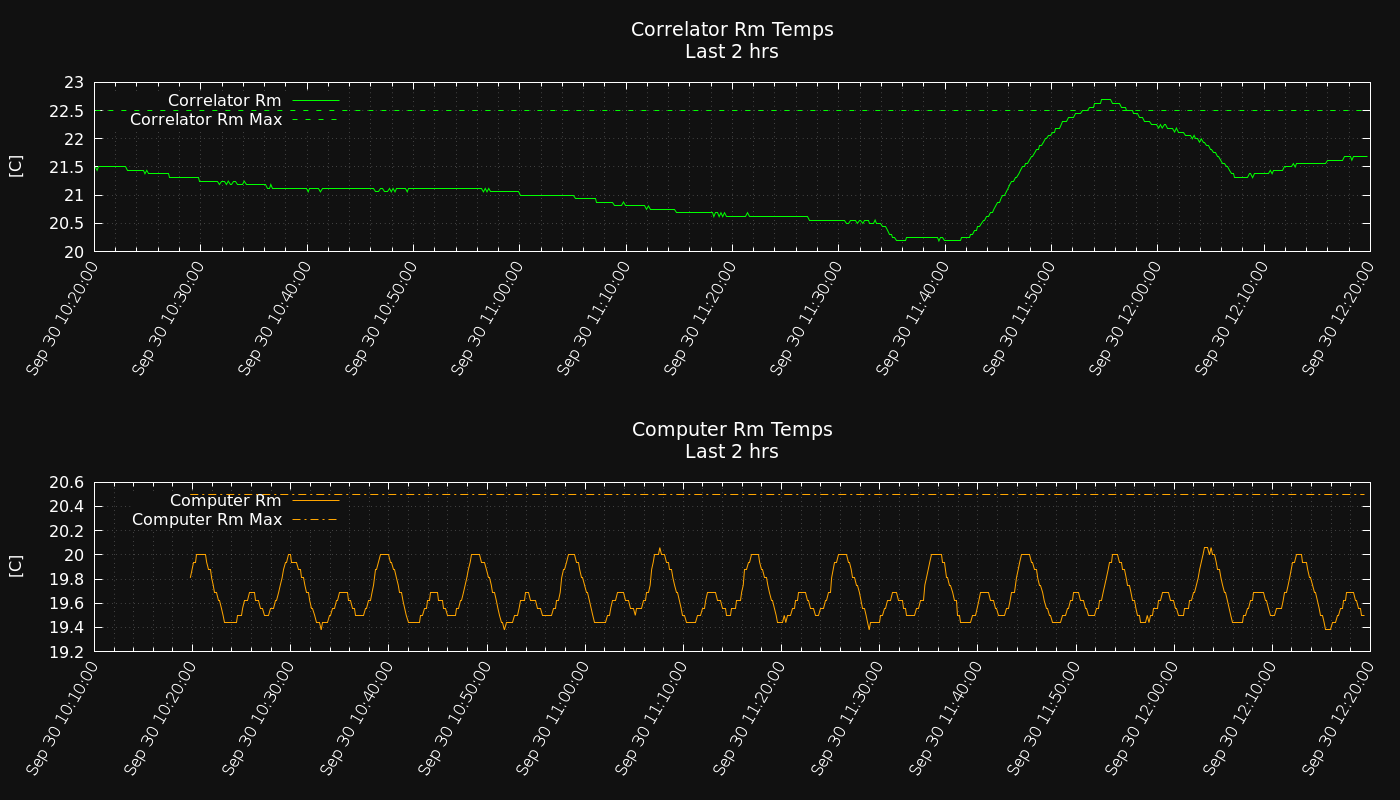 Correlator Rm Temps
Last 2 hrs
23
22.5
22
21.5
21
20.5
20
[C]
Correlator Rm
Correlator Rm Max
Sep 30 10:20:00
Sep 30 10:30:00
Sep 30 10:40:00
Sep 30 10:50:00
Sep 30 11:00:00
Sep 30 11:10:00
Sep 30 11:20:00
Sep 30 11:30:00
Sep 30 11:40:00
Sep 30 11:50:00
Sep 30 12:00:00
Sep 30 12:10:00
Sep 30 12:20:00
Computer Rm Temps
Last 2 hrs
20.6
20.4
20.2
20
19.8
19.6
19.4
19.2
[C]
Computer Rm
Computer Rm Max
Sep 30 10:10:00
Sep 30 10:20:00
Sep 30 10:30:00
Sep 30 10:40:00
Sep 30 10:50:00
Sep 30 11:00:00
Sep 30 11:10:00
Sep 30 11:20:00
Sep 30 11:30:00
Sep 30 11:40:00
Sep 30 11:50:00
Sep 30 12:00:00
Sep 30 12:10:00
Sep 30 12:20:00